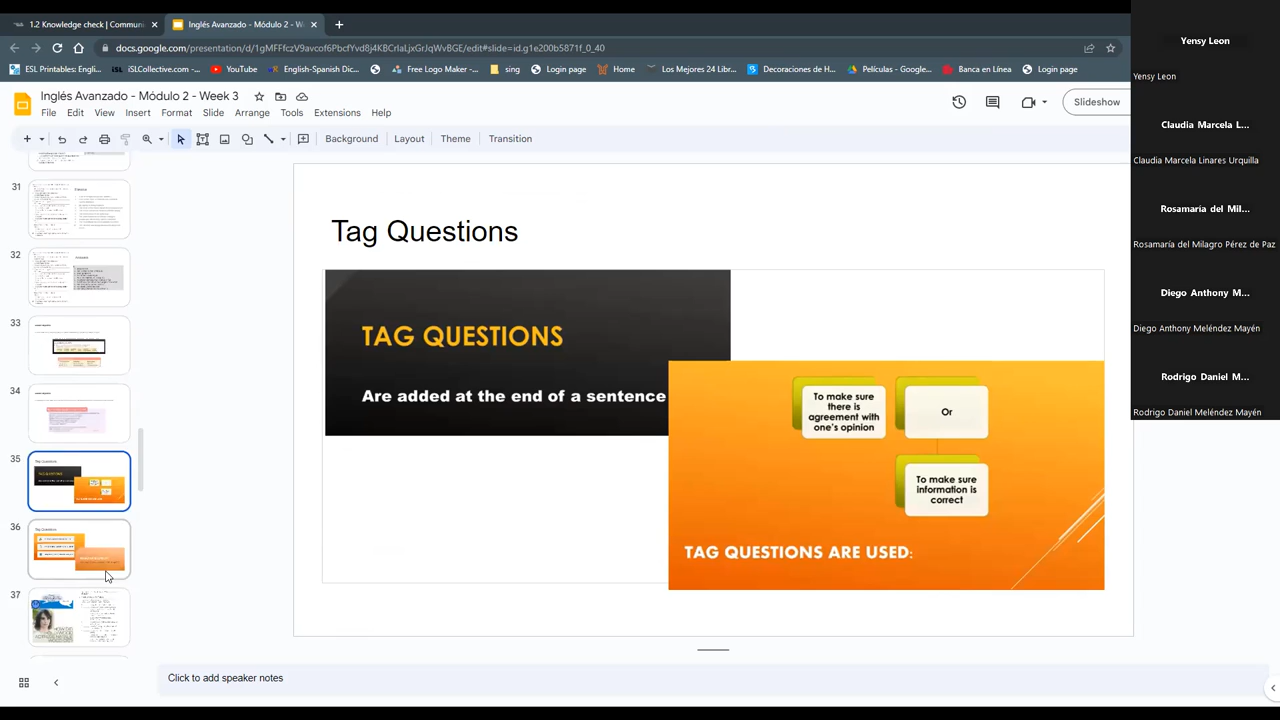 1.2 Knowledge check | Communi
Inglés Avanzado - Módulo 2 - W
docs.google.com/presentation/d/1gMFFfczV9avcof6PbcfYvd8j4KBCrlaLjxGrJqWvBGE/edit#slide=id.g1e200b5871f_0_40
ESL Printables: Engli... iSLCollective.com -... YouTube English-Spanish Dic... Free Logo Maker -... sing Login page Home Los Mejores 24 Libr... Decoraciones de H... Películas - Google... Banca en Línea Login page
Inglés Avanzado - Módulo 2 - Week 3
File Edit View Insert Format Slide Arrange Tools Extensions Help
Slideshow
Background Layout Theme Transition
31
32
33
34
35
36
37
Tag Questions
TAG QUESTIONS
Are added at the end of a sentence
To make sure
there is
agreement with
one's opinion
Or
To make sure
information is
correct
TAG QUESTIONS ARE USED:
Click to add speaker notes
Yensy Leon
Yensy Leon
Claudia Marcela L...
Claudia Marcela Linares Urquilla
Rosamaría del Mil...
Rosamaría del Milagro Pérez de Paz
Diego Anthony M...
Diego Anthony Meléndez Mayén
Rodrigo Daniel M...
Rodrigo Daniel Meléndez Mayén